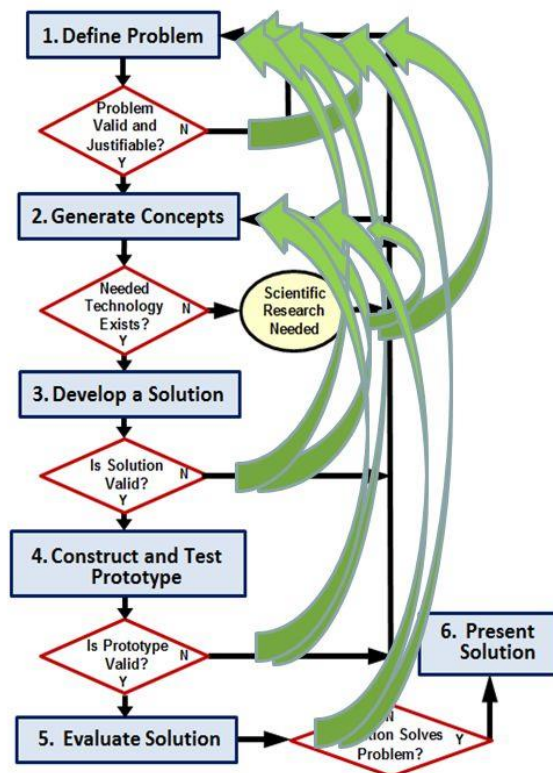 1. Define Problem
Problem
Valid and
Justifiable?
N
Y
2. Generate Concepts
Needed
Technology
Exists?
N
Y
Scientific
Research
Needed
3. Develop a Solution
Is Solution
Valid?
N
Y
4. Construct and Test
Prototype
Is Prototype
Valid?
N
Y
6. Present
Solution
5. Evaluate Solution
N
Solves
Problem?
Y